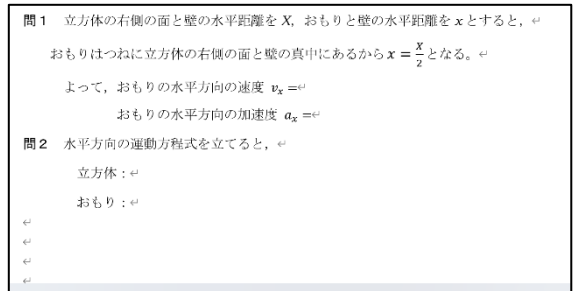 問1 立方体の右側の面と壁の水平距離を X, おもりと壁の水平距離を x とすると, ↵
おもりはつねに立方体の右側の面と壁の真中にあるから x = X/2 となる。↵
よって, おもりの水平方向の速度 vₓ =↵
おもりの水平方向の加速度 aₓ =↵
問2 水平方向の運動方程式を立てると, ↵
立方体：↵
おもり：↵
↵
↵
↵
↵